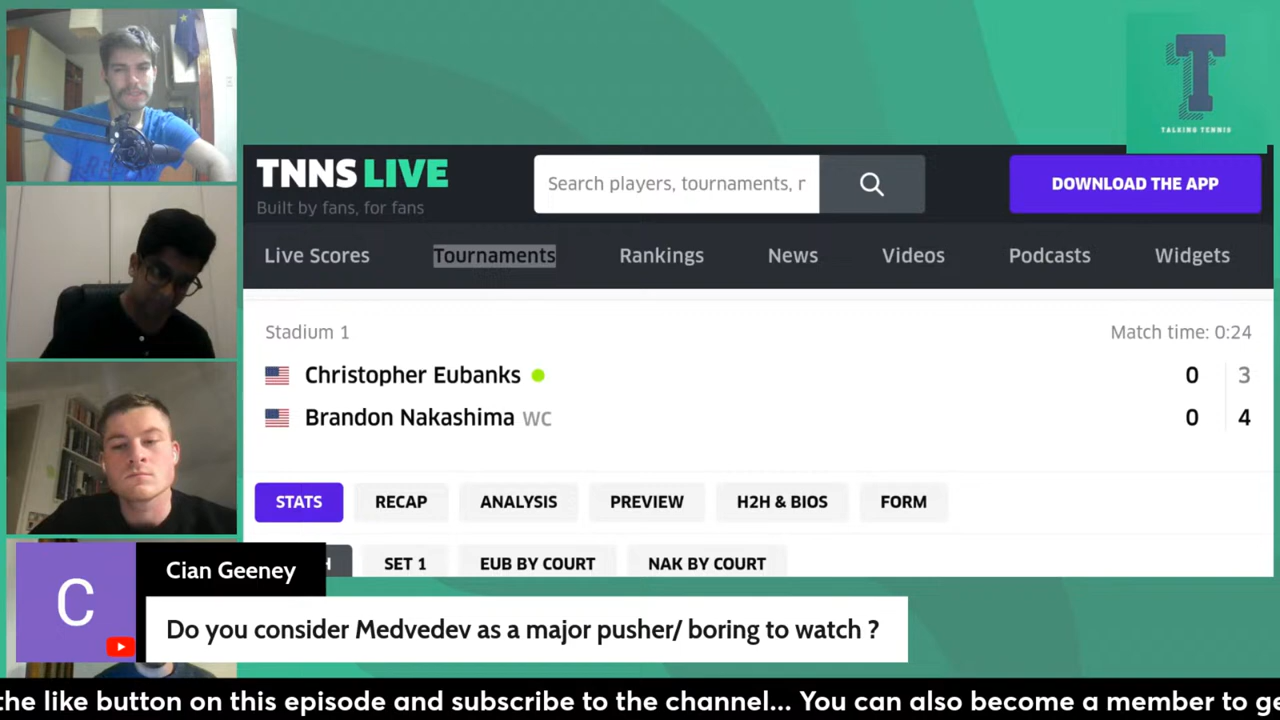 T
TALKING TENNIS
TNNS LIVE
Built by fans, for fans
Search players, tournaments, r
DOWNLOAD THE APP
Live Scores Tournaments Rankings News Videos Podcasts Widgets
Stadium 1 Match time: 0:24
Christopher Eubanks 0 3
Brandon Nakashima WC 0 4
STATS RECAP ANALYSIS PREVIEW H2H & BIOS FORM
H SET 1 EUB BY COURT NAK BY COURT
C
Cian Geeney
Do you consider Medvedev as a major pusher/ boring to watch ?
the like button on this episode and subscribe to the channel... You can also become a member to ge